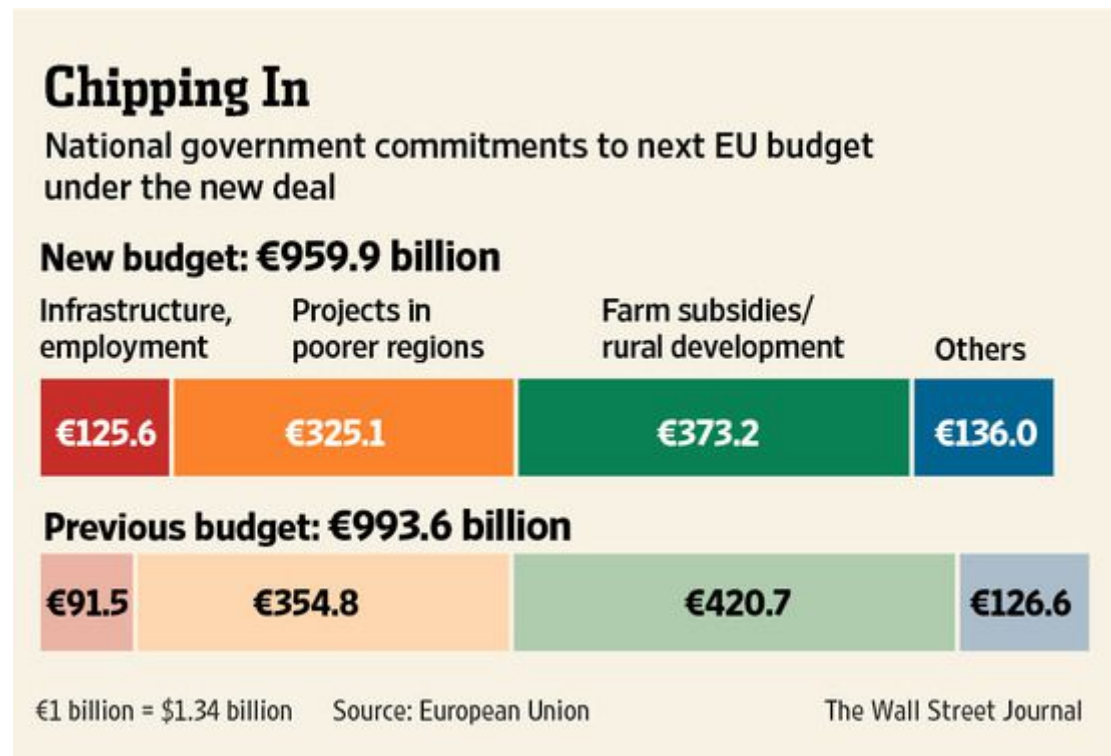 Chipping In
National government commitments to next EU budget
under the new deal
New budget: €959.9 billion
Infrastructure,
employment
Projects in
poorer regions
Farm subsidies/
rural development
Others
€125.6 €325.1 €373.2 €136.0
Previous budget: €993.6 billion
€91.5 €354.8 €420.7 €126.6
€1 billion = $1.34 billion Source: European Union The Wall Street Journal